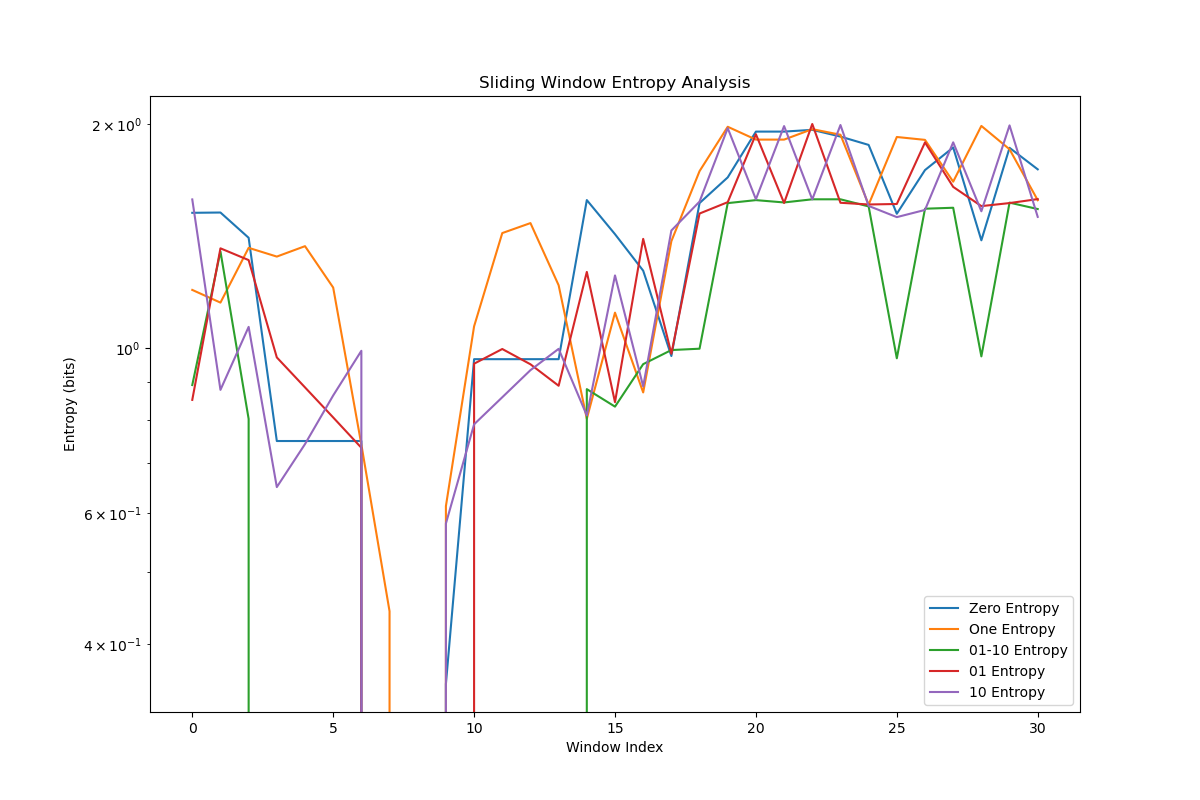 Sliding Window Entropy Analysis
2 × 10⁰
10⁰
6 × 10⁻¹
4 × 10⁻¹
Entropy (bits)
Zero Entropy
One Entropy
01-10 Entropy
01 Entropy
10 Entropy
0 5 10 15 20 25 30
Window Index